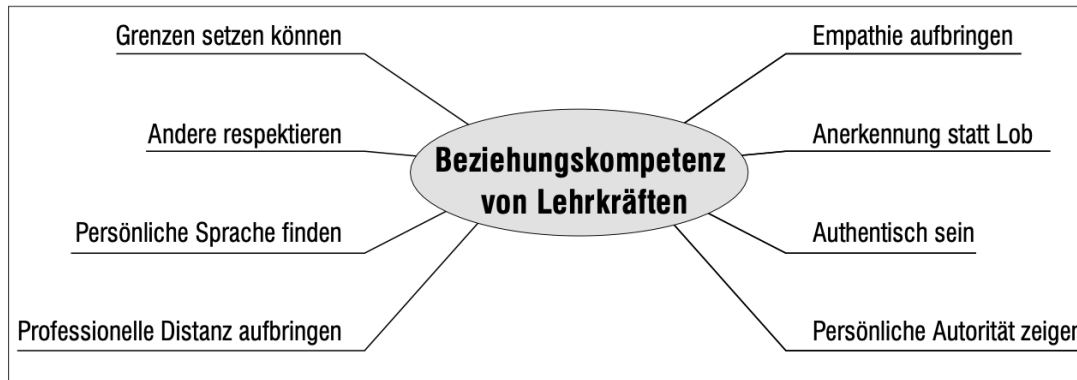 Grenzen setzen können
Empathie aufbringen
Andere respektieren
Anerkennung statt Lob
Beziehungskompetenz
von Lehrkräften
Persönliche Sprache finden
Authentisch sein
Professionelle Distanz aufbringen
Persönliche Autorität zeigen